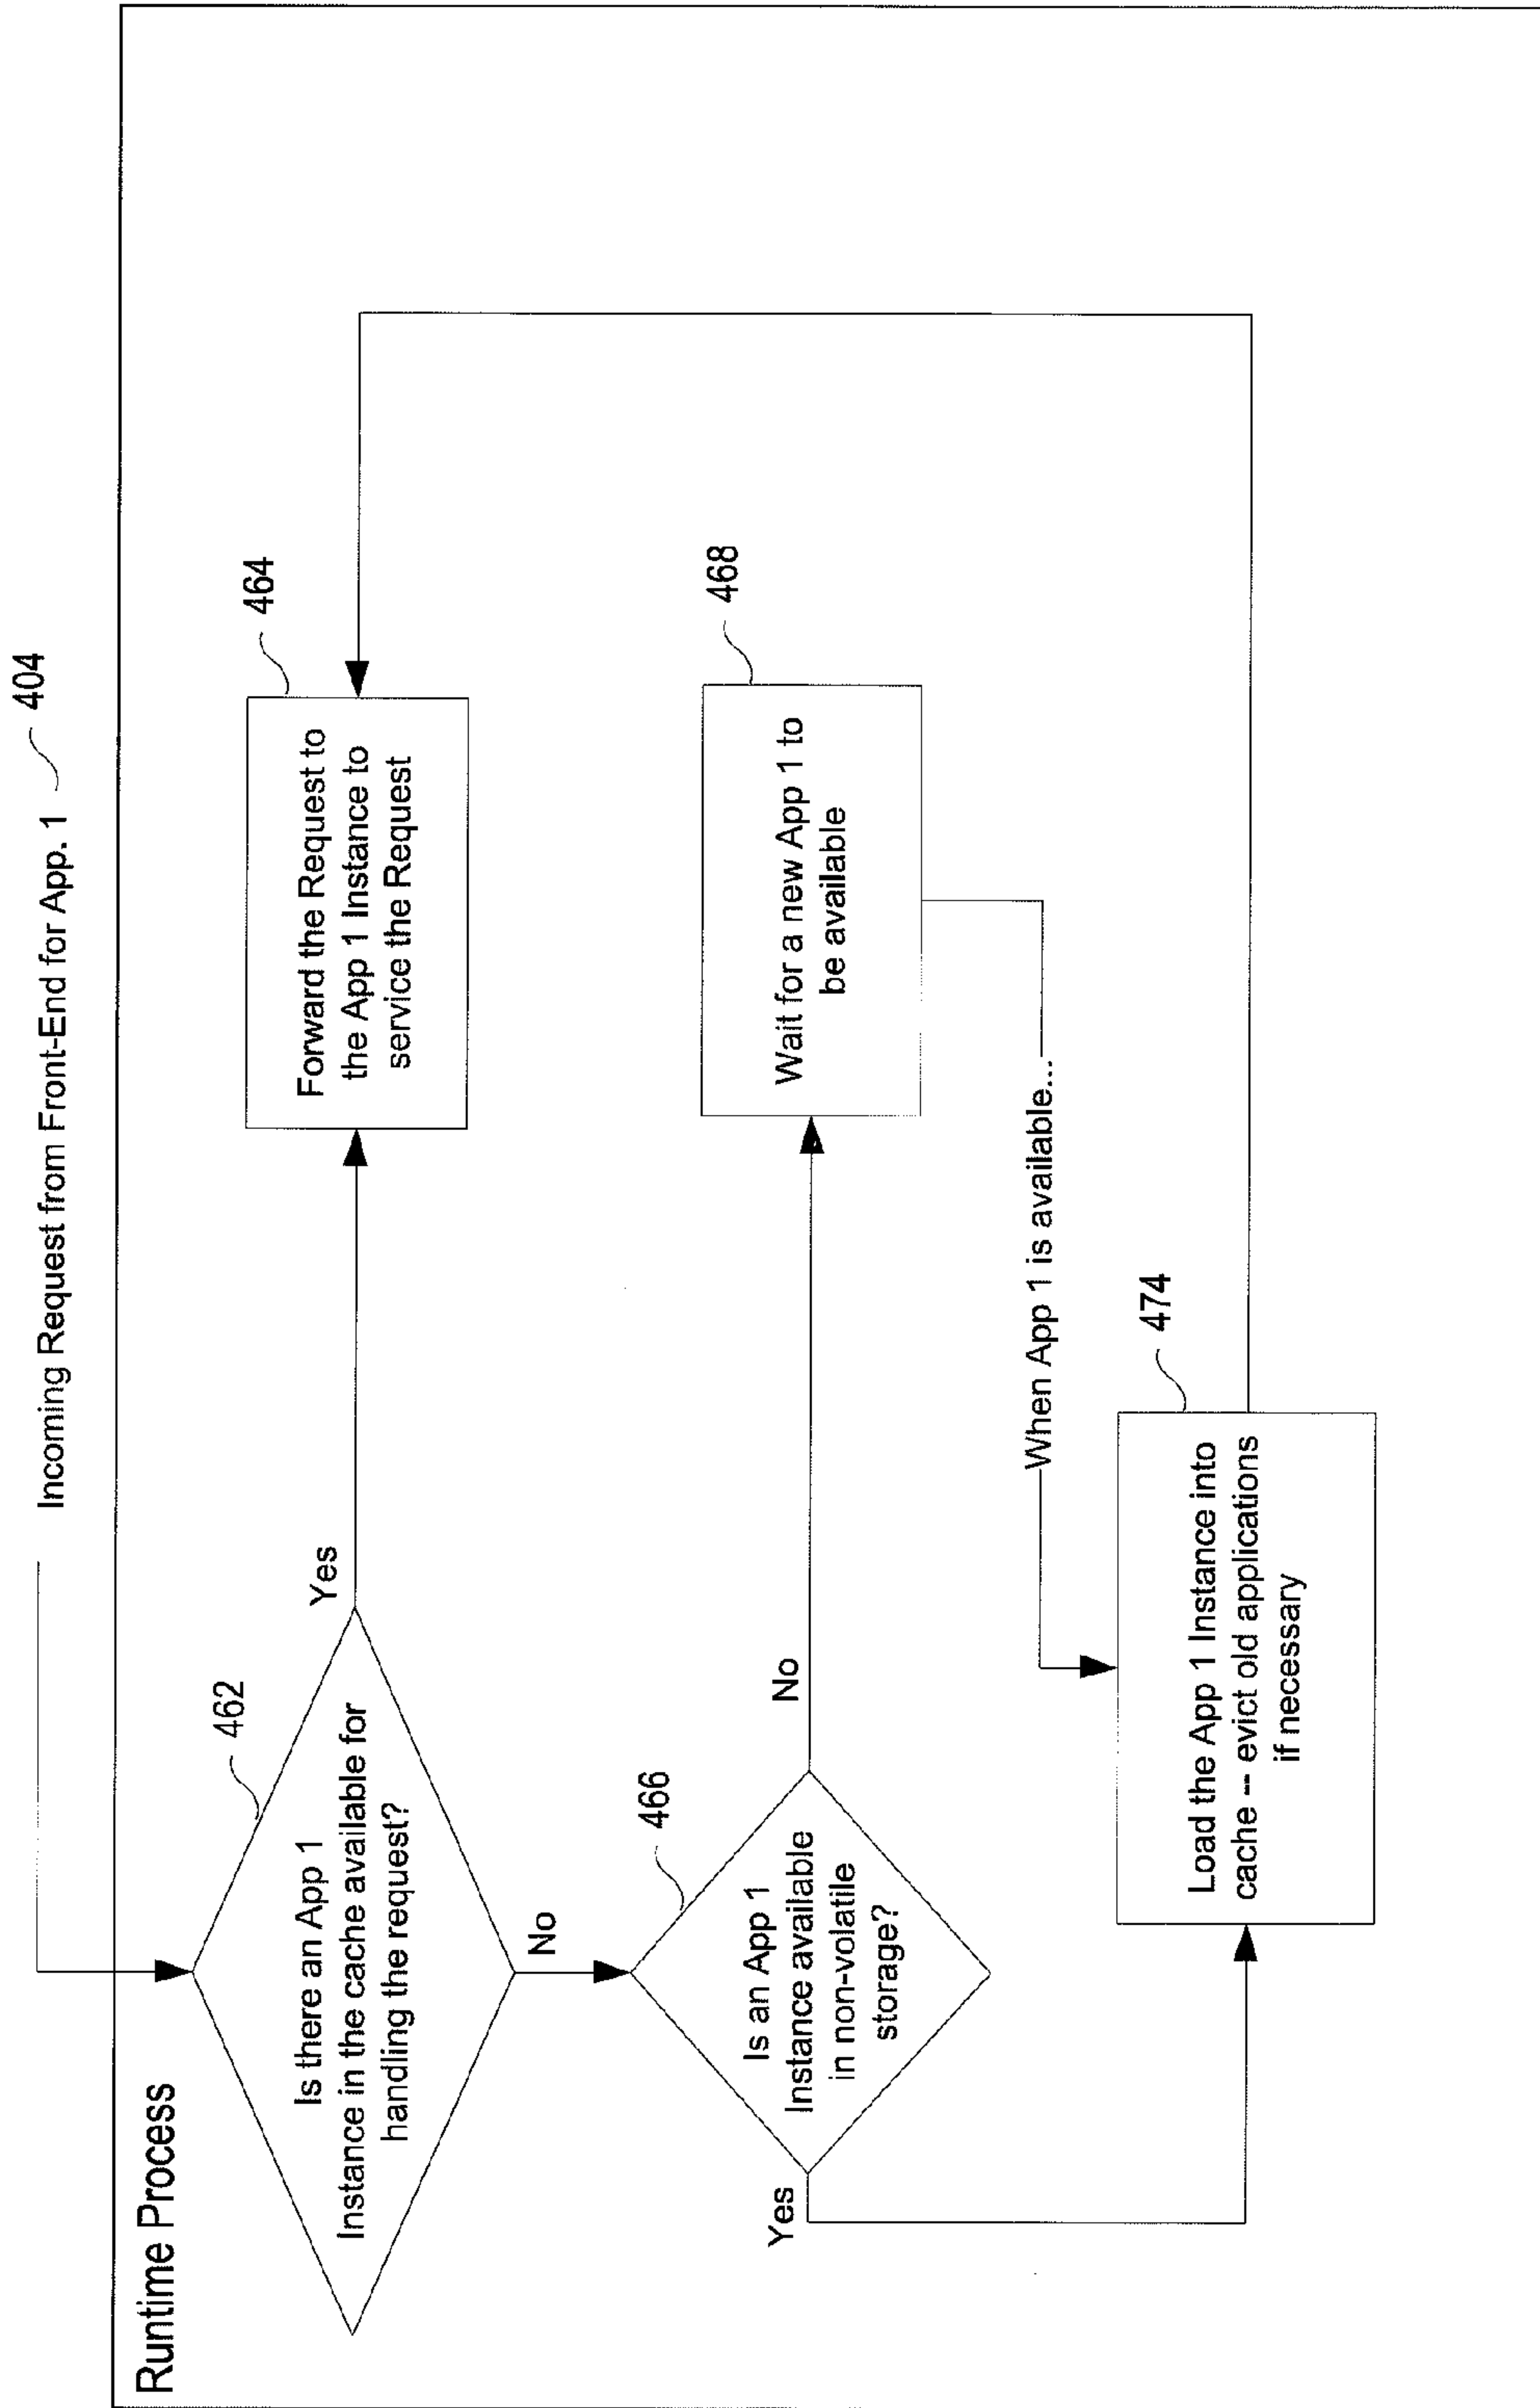 Incoming Request from Front-End for App. 1
404
Runtime Process
Is there an App 1
Instance in the cache available for
handling the request?
462
Yes
Forward the Request to
the App 1 Instance to
service the Request
464
No
Is an App 1
Instance available
in non-volatile
storage?
466
No
Wait for a new App 1 to
be available
468
Yes
When App 1 is available...
Load the App 1 Instance into
cache -- evict old applications
if necessary
474